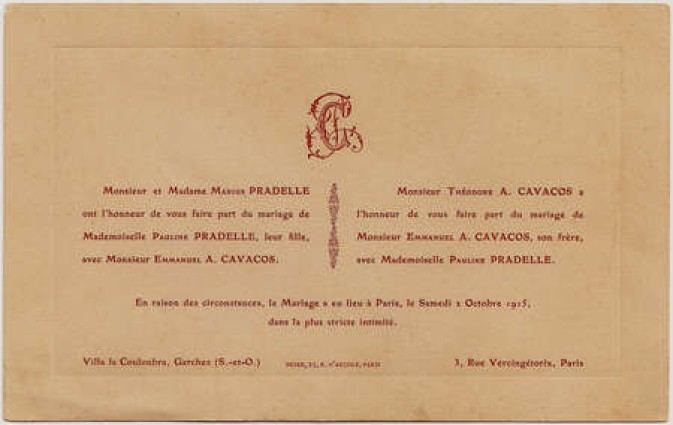 Monsieur et Madame Marius PRADELLE
ont l'honneur de vous faire part du mariage de
Mademoiselle Pauline PRADELLE, leur fille,
avec Monsieur Emmanuel A. CAVACOS.
Monsieur Théodore A. CAVACOS a
l'honneur de vous faire part du mariage de
Monsieur Emmanuel A. CAVACOS, son frère,
avec Mademoiselle Pauline PRADELLE.
En raison des circonstances, le Mariage a eu lieu à Paris, le Samedi 2 Octobre 1915,
dans la plus stricte intimité.
Villa la Couloubra, Garches (S.-et-O.)
PARIS
3, Rue Vercingétorix, Paris